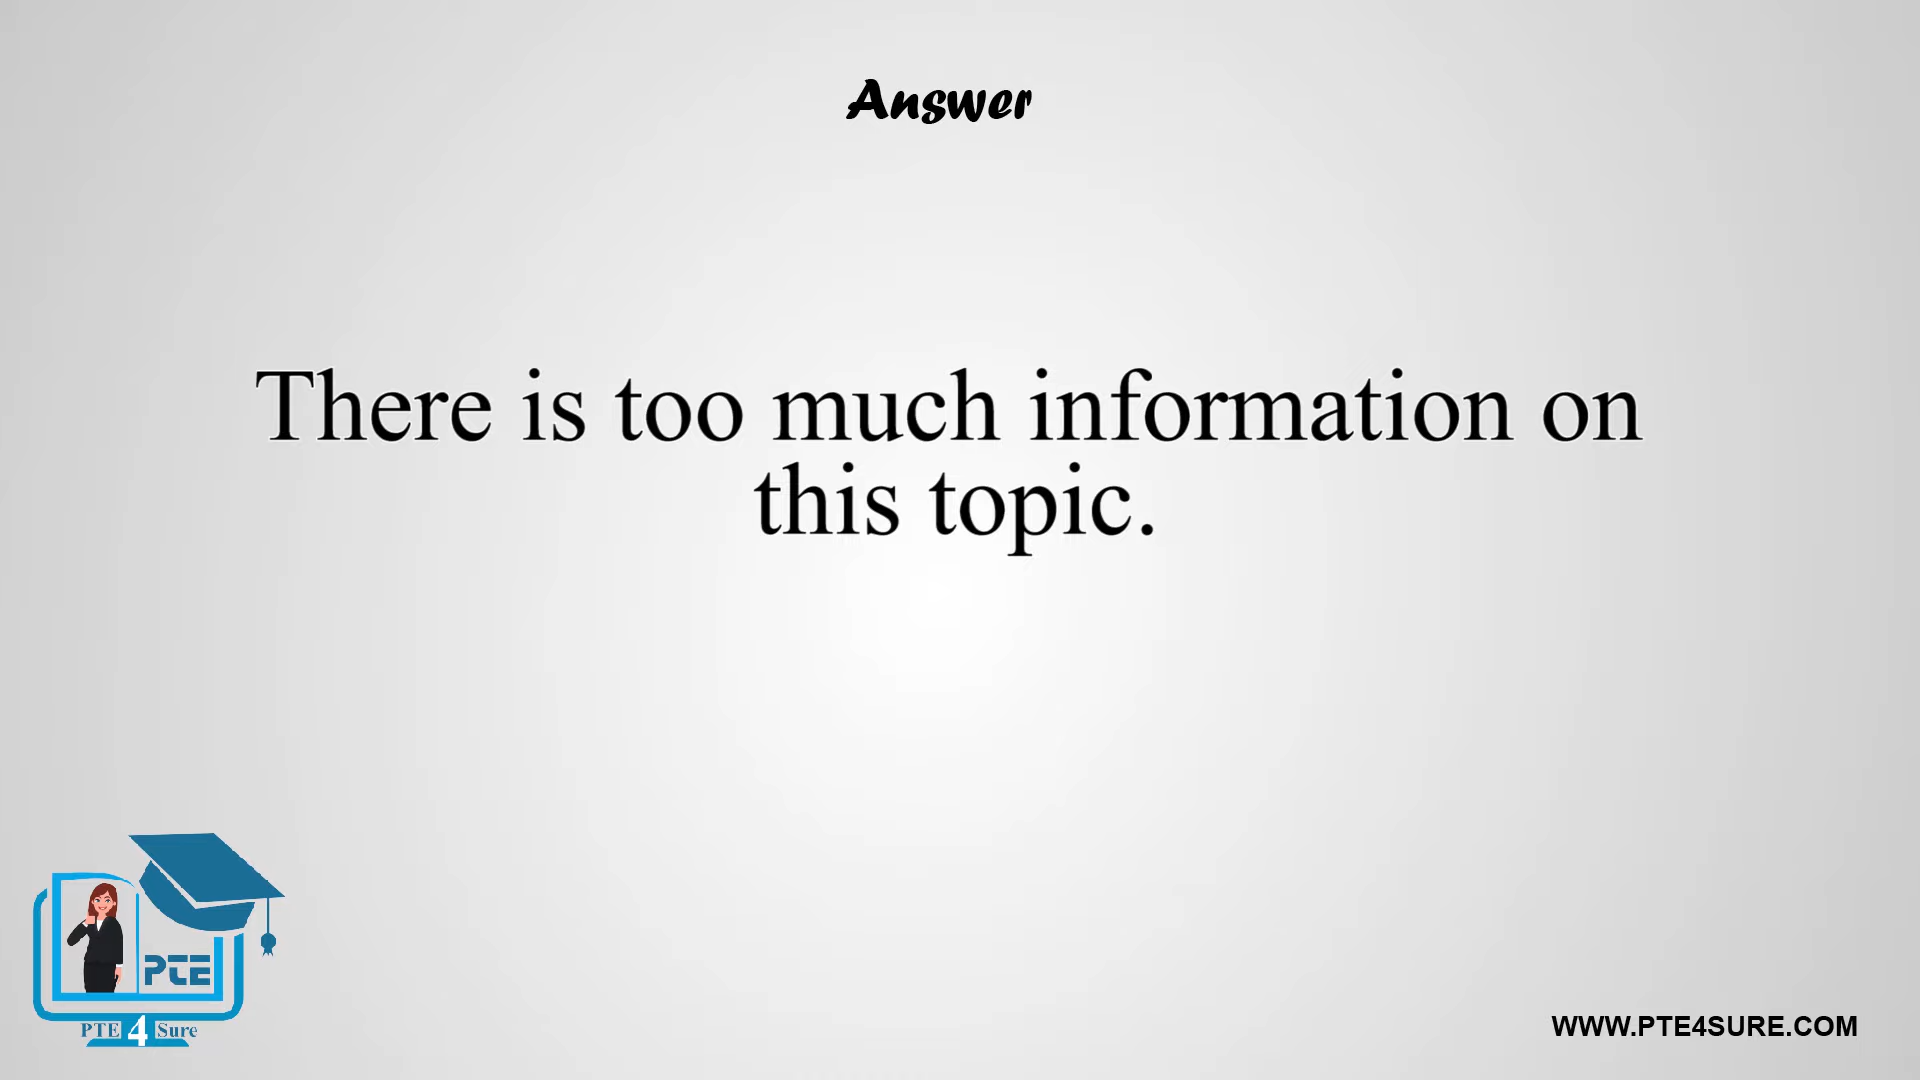 Answer
There is too much information on
this topic.
PTE
PTE 4 Sure
WWW.PTE4SURE.COM